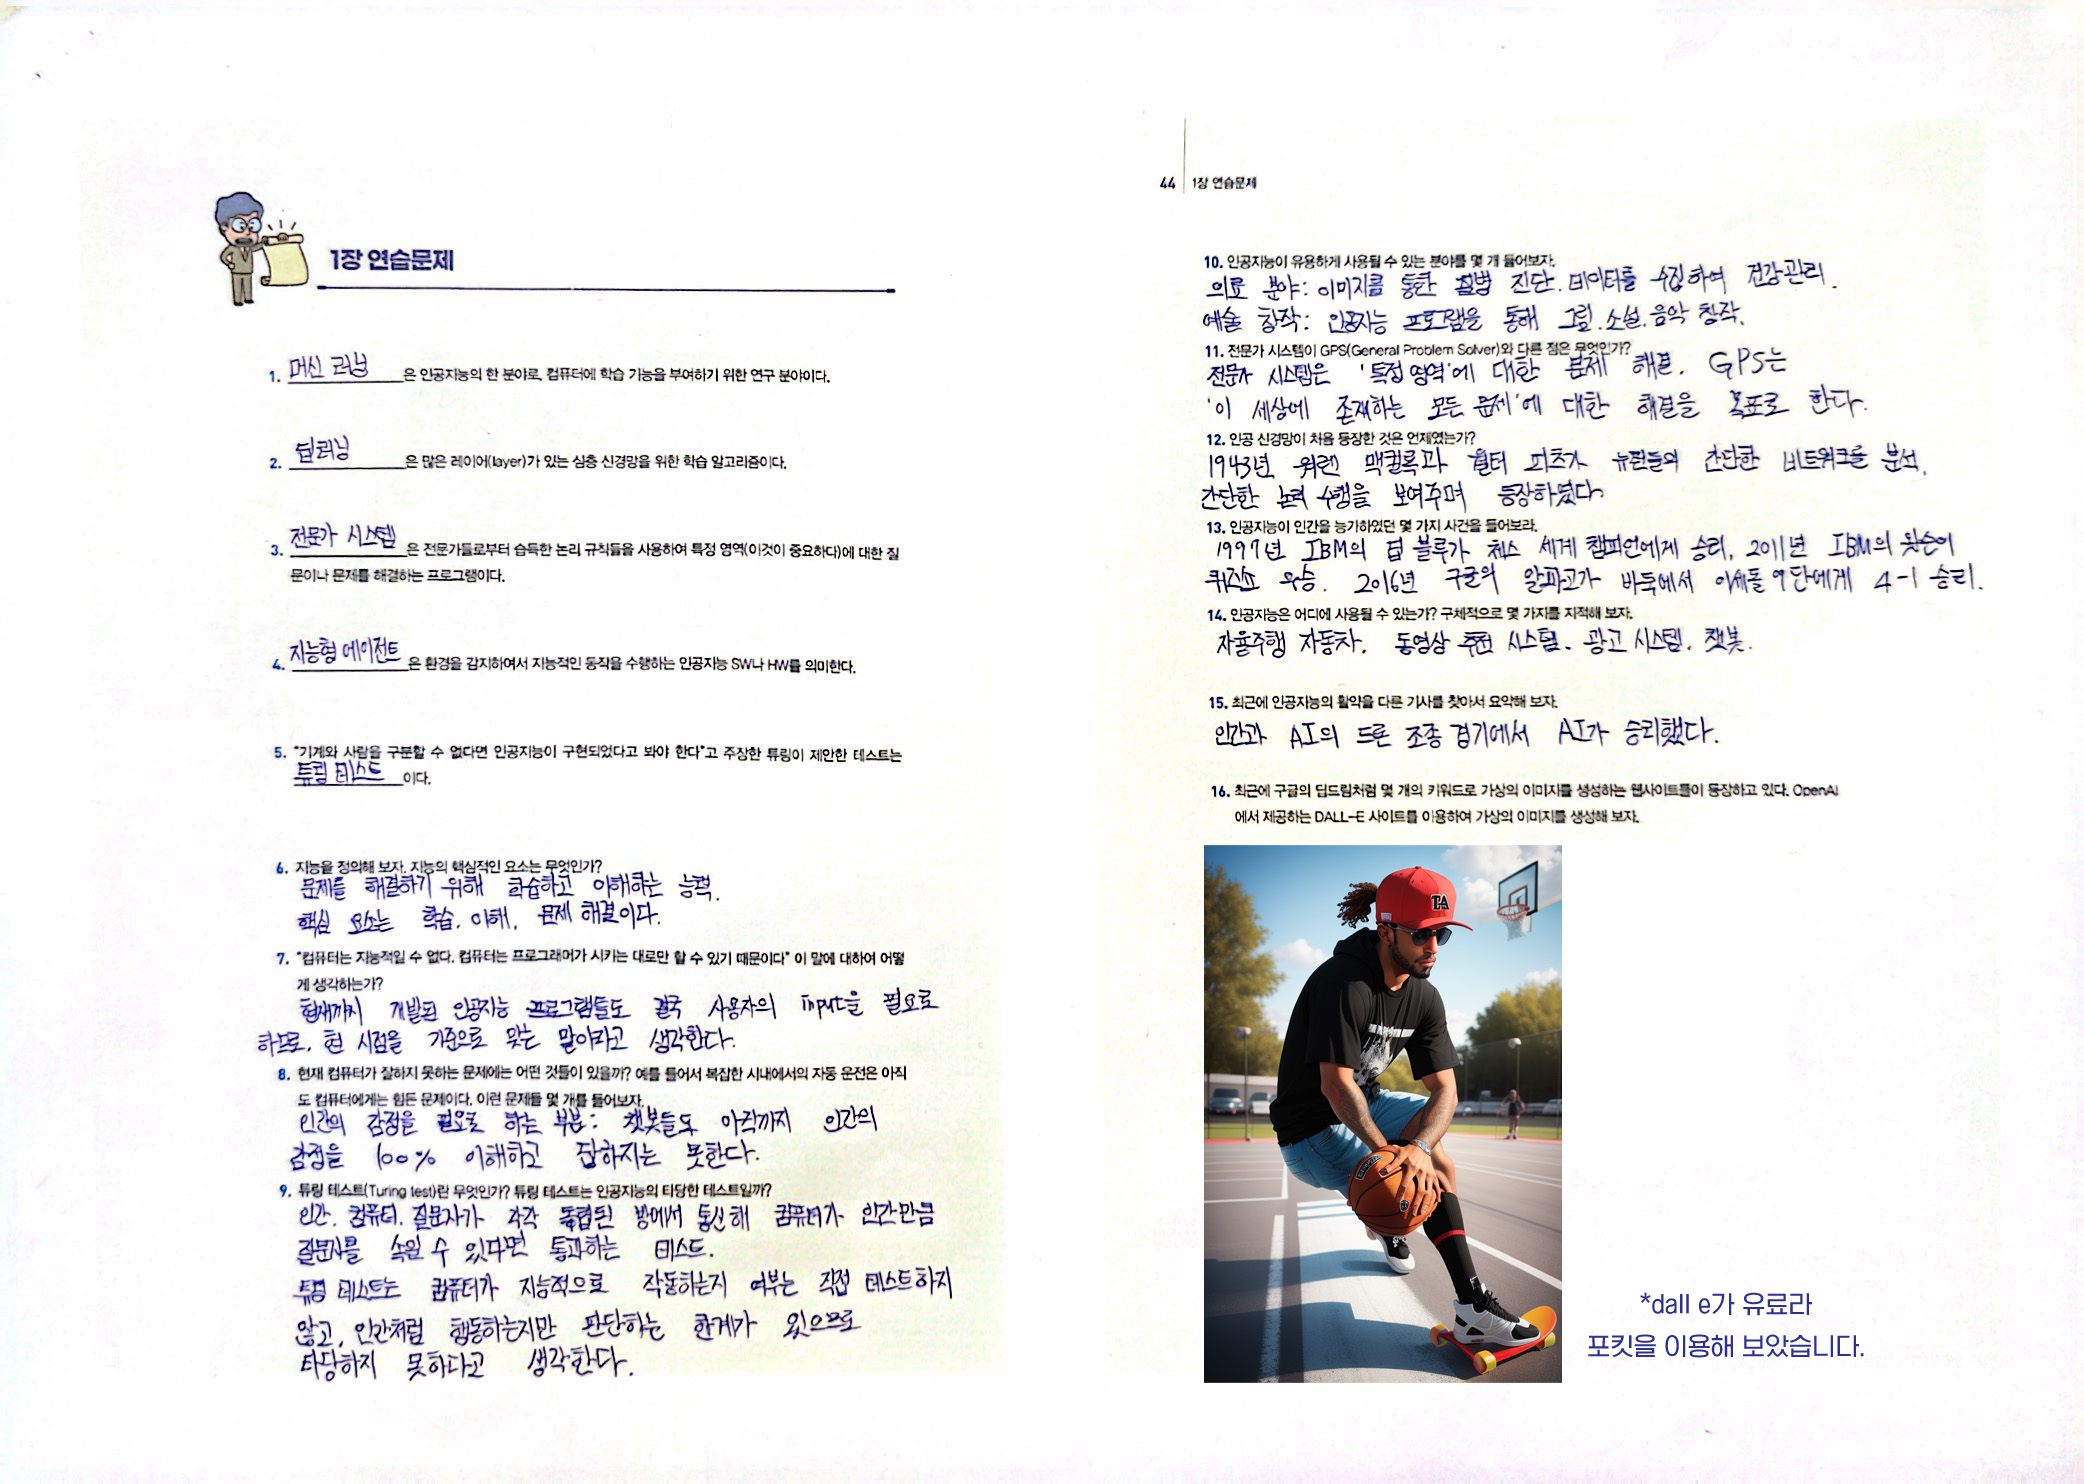 1장 연습문제
1. 머신 러닝은 인공지능의 한 분야로, 컴퓨터에 학습 기능을 부여하기 위한 연구 분야이다.
2. 딥러닝은 많은 레이어(layer)가 있는 심층 신경망을 위한 학습 알고리즘이다.
3. 전문가 시스템은 전문가들로부터 습득한 논리 규칙들을 사용하여 특정 영역(이것이 중요하다)에 대한 질
문이나 문제를 해결하는 프로그램이다.
4. 지능형 에이전트은 환경을 감지하여서 지능적인 동작을 수행하는 인공지능 SW나 HW를 의미한다.
5. "기계와 사람을 구분할 수 없다면 인공지능이 구현되었다고 봐야 한다"고 주장한 튜링이 제안한 테스트는
튜링 테스트이다.
6. 지능을 정의해 보자. 지능의 핵심적인 요소는 무엇인가?
문제를 해결하기 위해 학습하고 이해하는 능력.
핵심 요소는 학습, 이해, 문제 해결이다.
7. "컴퓨터는 지능적일 수 없다. 컴퓨터는 프로그래머가 시키는 대로만 할 수 있기 때문이다" 이 말에 대하여 어떻
게 생각하는가?
현재까지 개발된 인공지능 프로그램들도 결국 사용자의 input을 필요로
하므로, 현 시점을 기준으로 맞는 말이라고 생각한다.
8. 현재 컴퓨터가 잘하지 못하는 문제에는 어떤 것들이 있을까? 예를 들어서 복잡한 시내에서의 자동 운전은 아직
도 컴퓨터에게는 힘든 문제이다. 이런 문제들 몇 개를 들어보자.
인간의 감정을 필요로 하는 부분: 챗봇들도 아직까지 인간의
감정을 100% 이해하고 답하지는 못한다.
9. 튜링 테스트(Turing test)란 무엇인가? 튜링 테스트는 인공지능의 타당한 테스트일까?
인간, 컴퓨터, 질문자가 각각 독립된 방에서 통신해 컴퓨터가 인간만큼
질문자를 속일 수 있다면 통과하는 테스트.
튜링 테스트는 컴퓨터가 지능적으로 작동하는지 여부는 직접 테스트하지
않고, 인간처럼 행동하는지만 판단하는 한계가 있으므로
타당하지 못하다고 생각한다.
44 1장 연습문제
10. 인공지능이 유용하게 사용될 수 있는 분야를 몇 개 들어보자.
의료 분야: 이미지를 통한 질병 진단, 데이터를 수집하여 건강관리.
예술 창작: 인공지능 프로그램을 통해 그림, 소설, 음악 창작.
11. 전문가 시스템이 GPS(General Problem Solver)와 다른 점은 무엇인가?
전문가 시스템은 '특정 영역'에 대한 문제 해결, GPS는
'이 세상에 존재하는 모든 문제'에 대한 해결을 목표로 한다.
12. 인공 신경망이 처음 등장한 것은 언제였는가?
1943년 워렌 맥컬록과 월터 피츠가 뉴런들의 간단한 네트워크를 분석,
간단한 논리 수행을 보여주며 등장하였다.
13. 인공지능이 인간을 능가하였던 몇 가지 사건을 들어보라.
1997년 IBM의 딥 블루가 체스 세계 챔피언에게 승리, 2011년 IBM의 왓슨이
퀴즈쇼 우승. 2016년 구글의 알파고가 바둑에서 이세돌 9단에게 4-1 승리.
14. 인공지능은 어디에 사용될 수 있는가? 구체적으로 몇 가지를 지적해 보자.
자율주행 자동차, 동영상 추천 시스템, 광고 시스템, 챗봇.
15. 최근에 인공지능의 활약을 다룬 기사를 찾아서 요약해 보자.
인간과 AI의 드론 조종 경기에서 AI가 승리했다.
16. 최근에 구글의 딥드림처럼 몇 개의 키워드로 가상의 이미지를 생성하는 웹사이트들이 등장하고 있다. OpenAI
에서 제공하는 DALL-E 사이트를 이용하여 가상의 이미지를 생성해 보자.
*dall e가 유료라
포킷을 이용해 보았습니다.